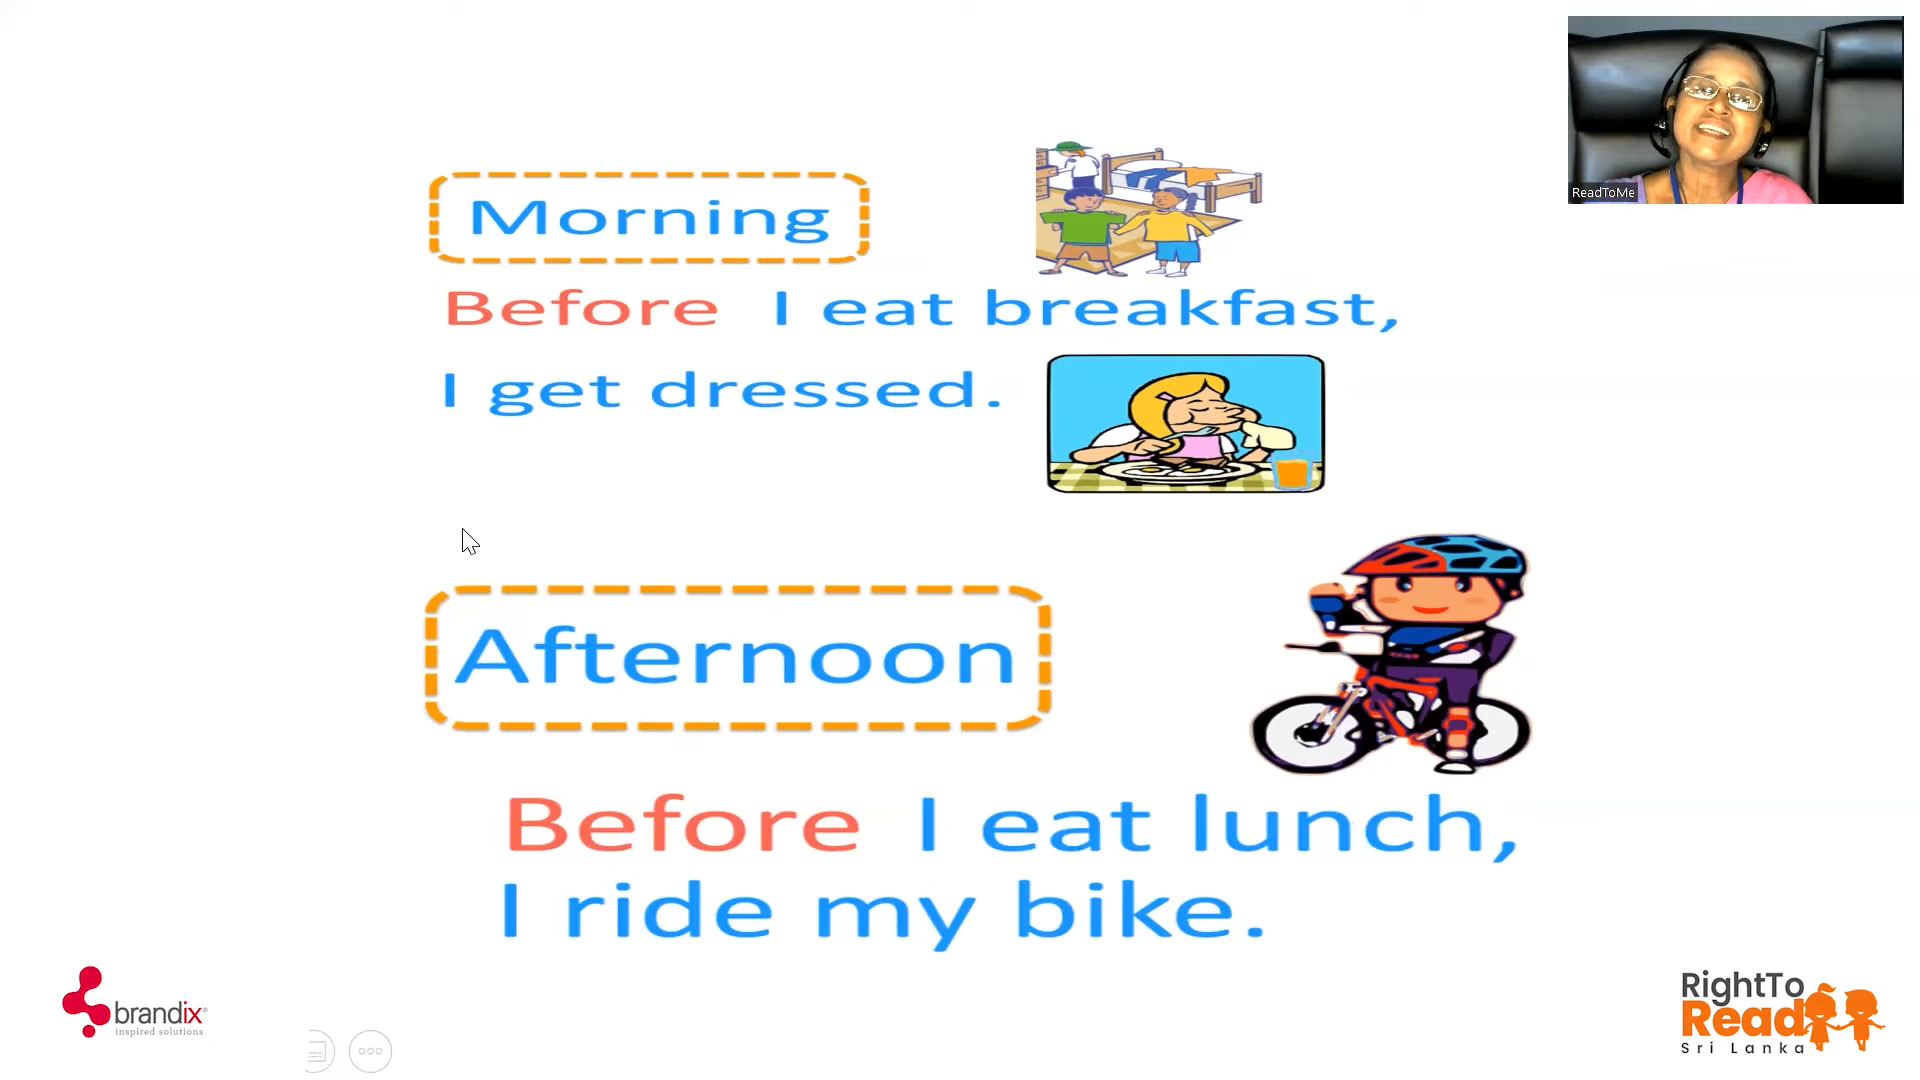 ReadToMe
Morning
Before I eat breakfast,
I get dressed.
Afternoon
Before I eat lunch,
I ride my bike.
brandix
inspired solutions
RightTo
Read
Sri Lanka